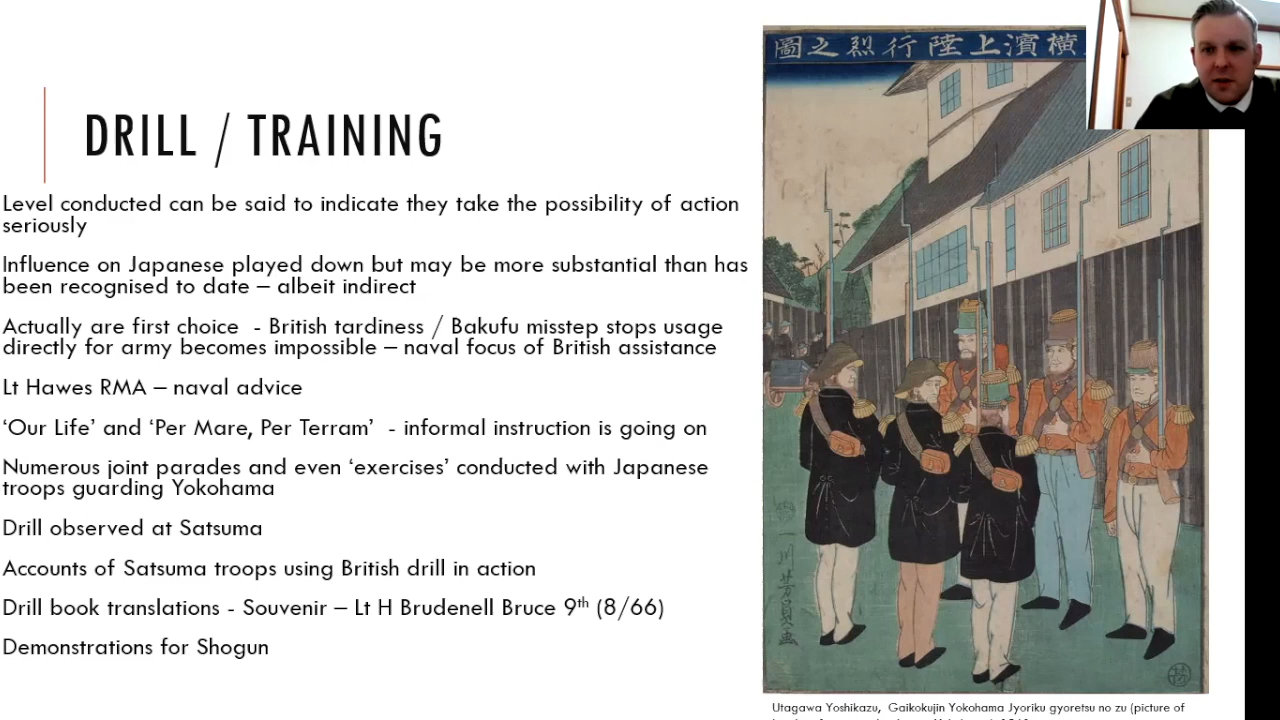 DRILL / TRAINING
Level conducted can be said to indicate they take the possibility of action
seriously
Influence on Japanese played down but may be more substantial than has
been recognised to date – albeit indirect
Actually are first choice - British tardiness / Bakufu misstep stops usage
directly for army becomes impossible – naval focus of British assistance
Lt Hawes RMA – naval advice
‘Our Life’ and ‘Per Mare, Per Terram’ - informal instruction is going on
Numerous joint parades and even ‘exercises’ conducted with Japanese
troops guarding Yokohama
Drill observed at Satsuma
Accounts of Satsuma troops using British drill in action
Drill book translations - Souvenir – Lt H Brudenell Bruce 9th (8/66)
Demonstrations for Shogun
圖之烈行陸上濱橫
一川芳員画
Utagawa Yoshikazu, Gaikokujin Yokohama Jyoriku gyoretsu no zu (picture of